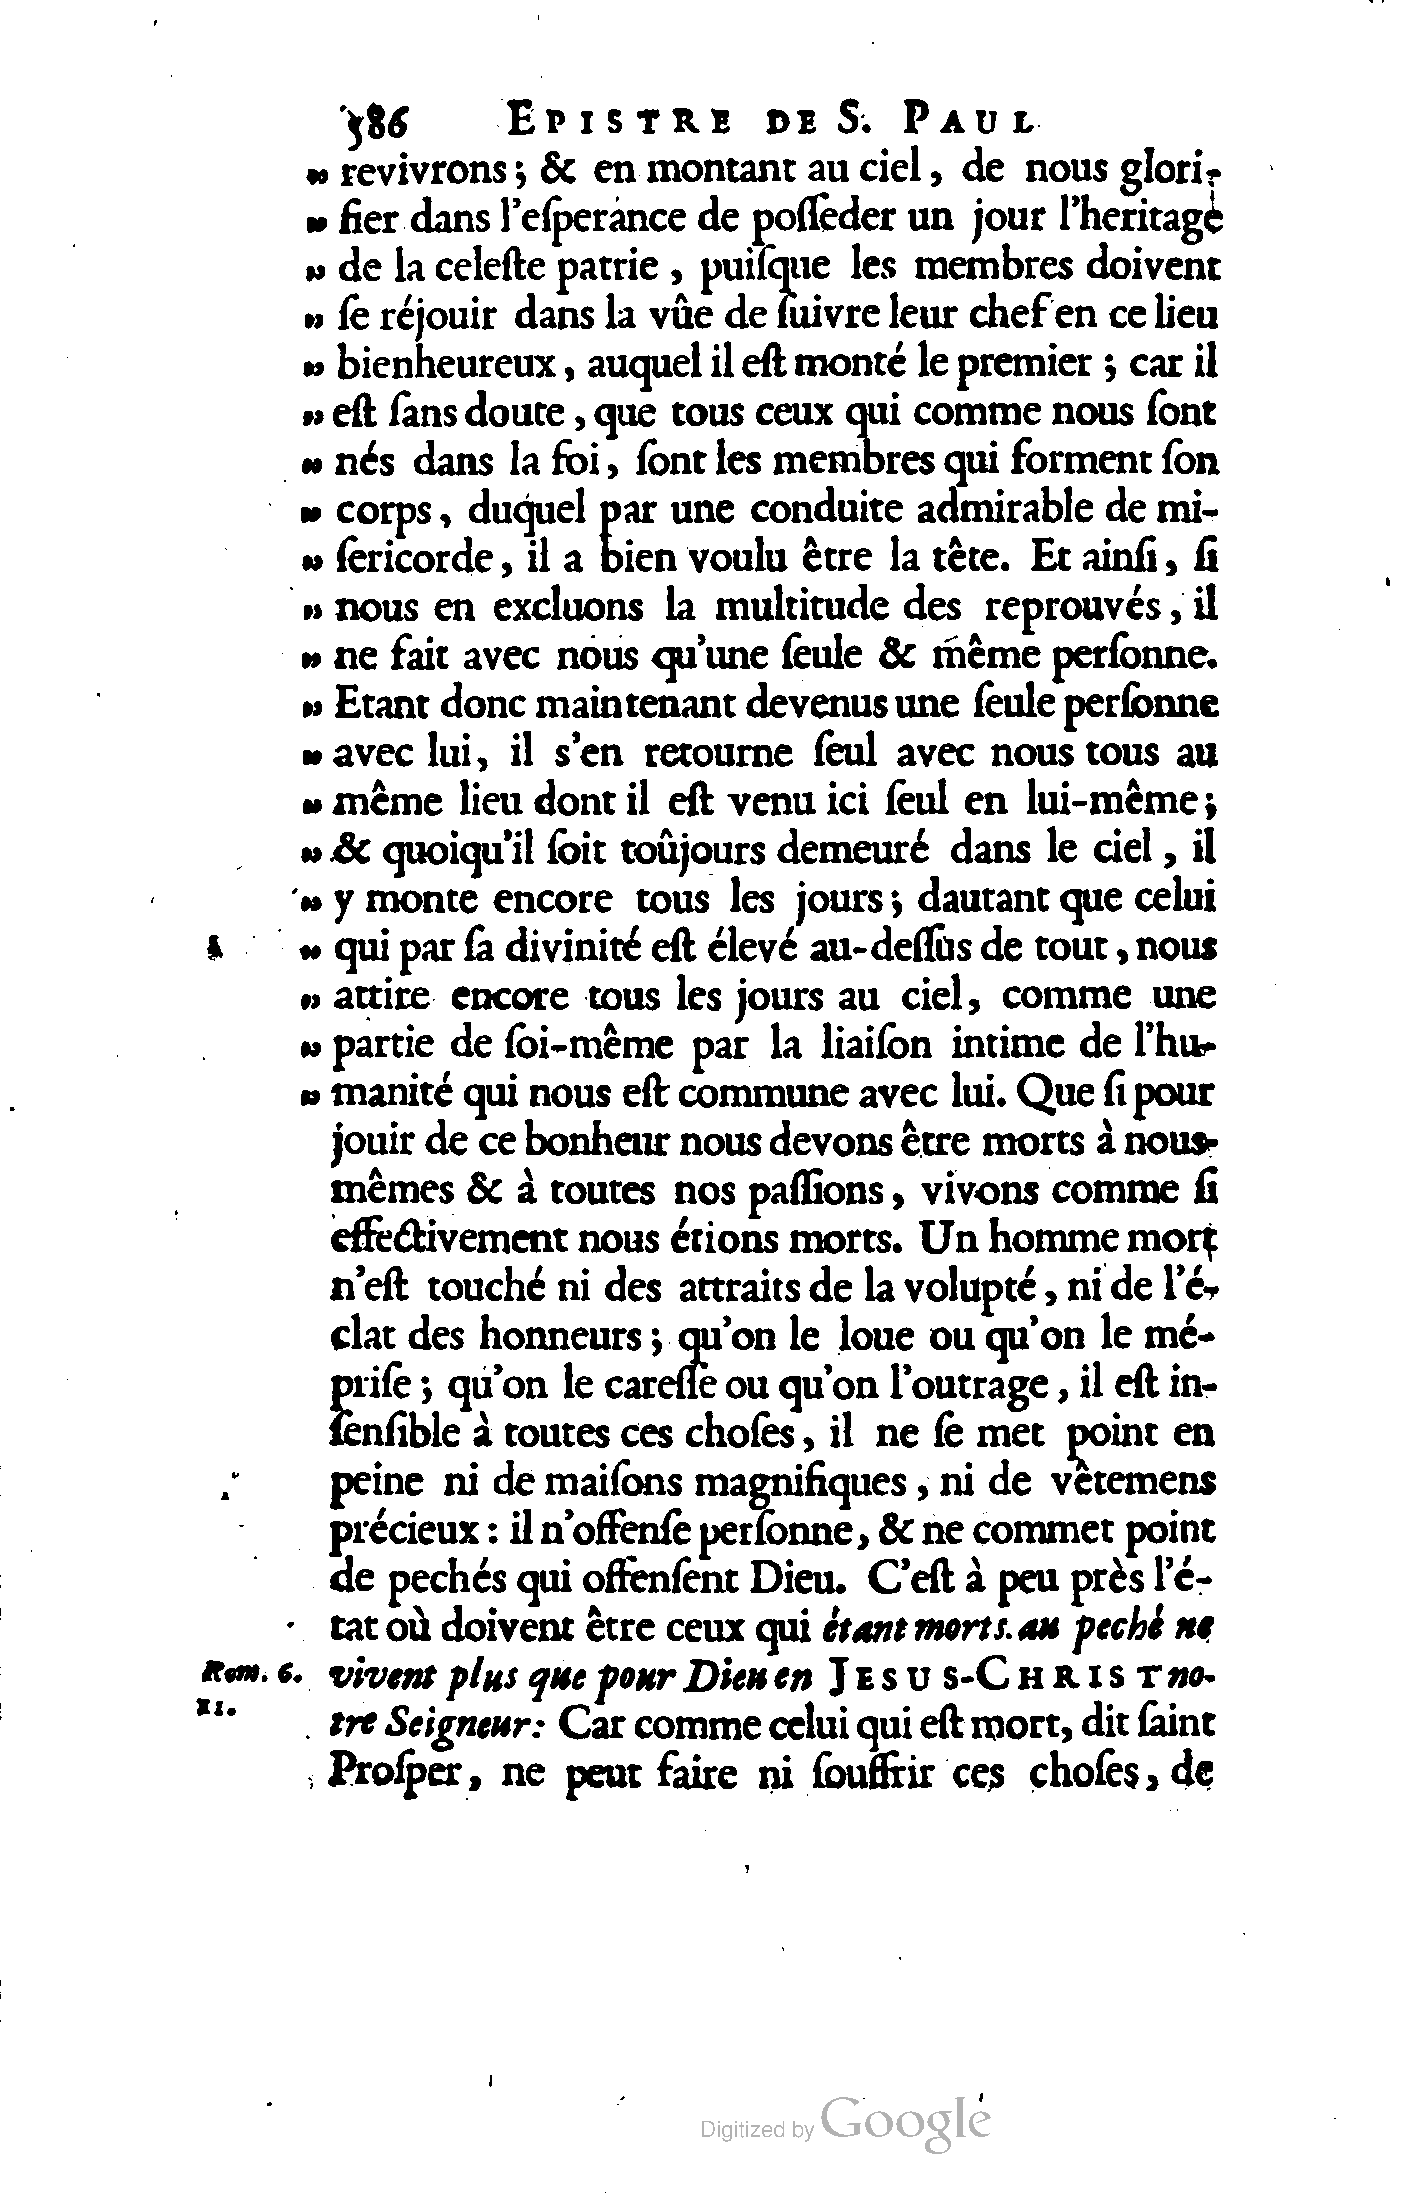 386 EPISTRE DE S. PAUL
„ revivrons; & en montant au ciel, de nous glori-
„ fier dans l'eſperance de poſſeder un jour l'heritage
„ de la celeſte patrie, puiſque les membres doivent
„ ſe réjouir dans la vûe de ſuivre leur chef en ce lieu
„ bienheureux, auquel il eſt monté le premier; car il
„ eſt ſans doute, que tous ceux qui comme nous ſont
„ nés dans la foi, ſont les membres qui forment ſon
„ corps, duquel par une conduite admirable de mi-
„ ſericorde, il a bien voulu être la tête. Et ainſi, ſi
„ nous en excluons la multitude des reprouvés, il
„ ne fait avec nous qu'une ſeule & même perſonne.
„ Etant donc maintenant devenus une ſeule perſonne
„ avec lui, il s'en retourne ſeul avec nous tous au
„ même lieu dont il eſt venu ici ſeul en lui-même;
„ & quoiqu'il ſoit toûjours demeuré dans le ciel, il
„ y monte encore tous les jours; dautant que celui
„ qui par ſa divinité eſt élevé au-deſſus de tout, nous
„ attire encore tous les jours au ciel, comme une
„ partie de ſoi-même par la liaiſon intime de l'hu-
„ manité qui nous eſt commune avec lui. Que ſi pour
jouir de ce bonheur nous devons être morts à nous-
mêmes & à toutes nos paſſions, vivons comme ſi
effectivement nous étions morts. Un homme mort
n'eſt touché ni des attraits de la volupté, ni de l'é-
clat des honneurs; qu'on le loue ou qu'on le mé-
priſe; qu'on le careſſe ou qu'on l'outrage, il eſt in-
ſenſible à toutes ces choſes, il ne ſe met point en
peine ni de maiſons magnifiques, ni de vêtemens
précieux: il n'offenſe perſonne, & ne commet point
de pechés qui offenſent Dieu. C'eſt à peu près l'é-
tat où doivent être ceux qui étant morts au peché ne
Rom. 6. vivent plus que pour Dieu en JESUS-CHRIST no-
11. tre Seigneur: Car comme celui qui eſt mort, dit ſaint
Proſper, ne peut faire ni ſouffrir ces choſes, de
Digitized by Google